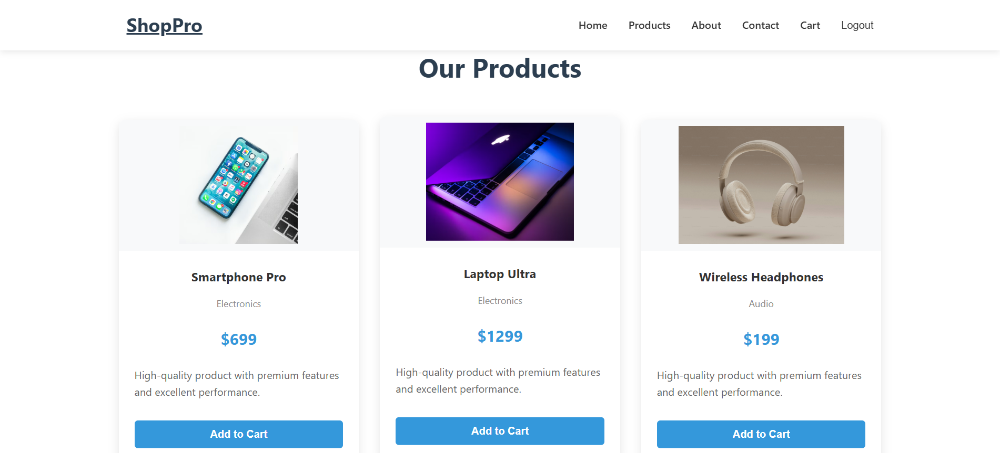 ShopPro
Home Products About Contact Cart Logout
Our Products
Smartphone Pro
Electronics
$699
High-quality product with premium features
and excellent performance.
Add to Cart
Laptop Ultra
Electronics
$1299
High-quality product with premium features
and excellent performance.
Add to Cart
Wireless Headphones
Audio
$199
High-quality product with premium features
and excellent performance.
Add to Cart